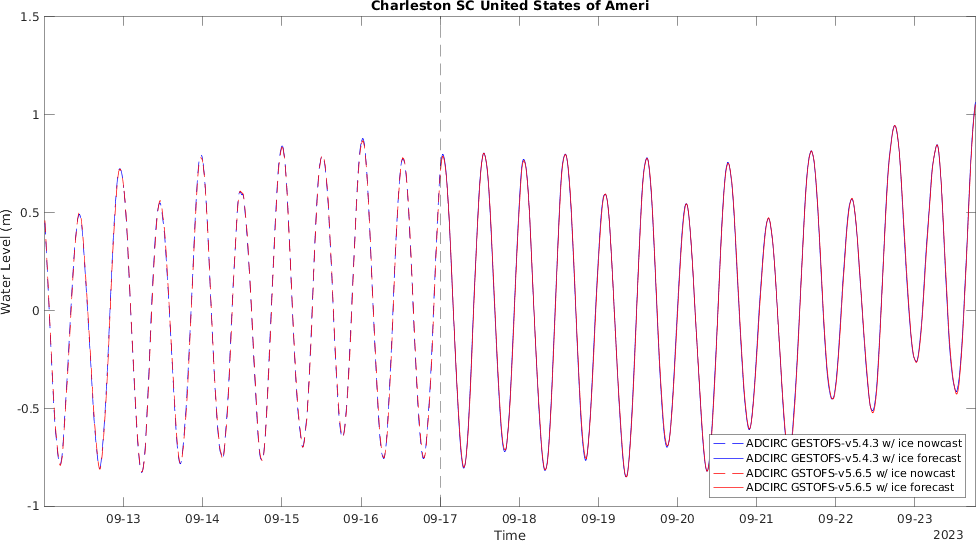 Charleston SC United States of Ameri
1.5
1
0.5
0
-0.5
-1
Water Level (m)
ADCIRC GESTOFS-v5.4.3 w/ ice nowcast
ADCIRC GESTOFS-v5.4.3 w/ ice forecast
ADCIRC GSTOFS-v5.6.5 w/ ice nowcast
ADCIRC GSTOFS-v5.6.5 w/ ice forecast
09-13 09-14 09-15 09-16 09-17 09-18 09-19 09-20 09-21 09-22 09-23
Time
2023